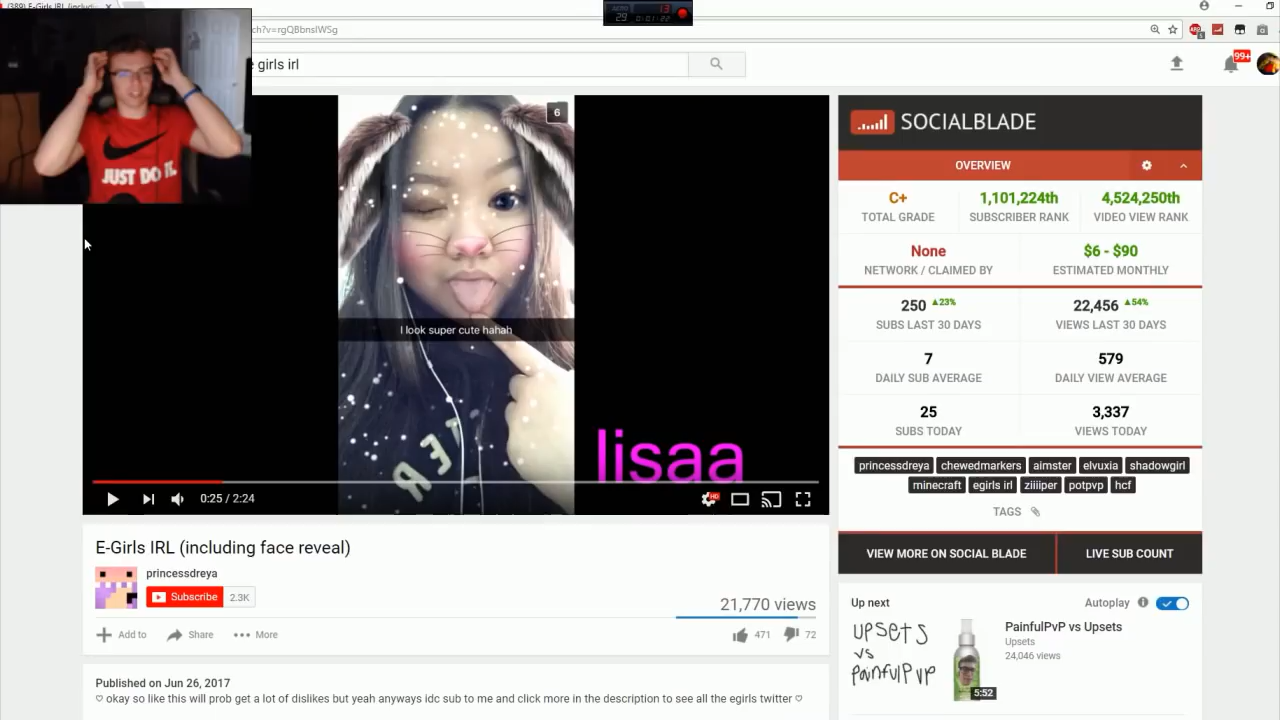 (389) E-Girls IRL (includin
ch?v=rgQBbnsIWSg
e girls irl
99+
JUST DO IT.
6
I look super cute hahah
lisaa
0:25 / 2:24
HD
E-Girls IRL (including face reveal)
princessdreya
Subscribe 2.3K
21,770 views
Add to Share More
471 72
Published on Jun 26, 2017
♡ okay so like this will prob get a lot of dislikes but yeah anyways idc sub to me and click more in the description to see all the egirls twitter ♡
SOCIALBLADE
OVERVIEW
C+ 1,101,224th 4,524,250th
TOTAL GRADE SUBSCRIBER RANK VIDEO VIEW RANK
None $6 - $90
NETWORK / CLAIMED BY ESTIMATED MONTHLY
250 ▲23% 22,456 ▲54%
SUBS LAST 30 DAYS VIEWS LAST 30 DAYS
7 579
DAILY SUB AVERAGE DAILY VIEW AVERAGE
25 3,337
SUBS TODAY VIEWS TODAY
princessdreya chewedmarkers aimster elvuxia shadowgirl
minecraft egirls irl ziiiiper potpvp hcf
TAGS
VIEW MORE ON SOCIAL BLADE LIVE SUB COUNT
Up next Autoplay
UPSETS
vs
PainfulPvP
5:52
PainfulPvP vs Upsets
Upsets
24,046 views